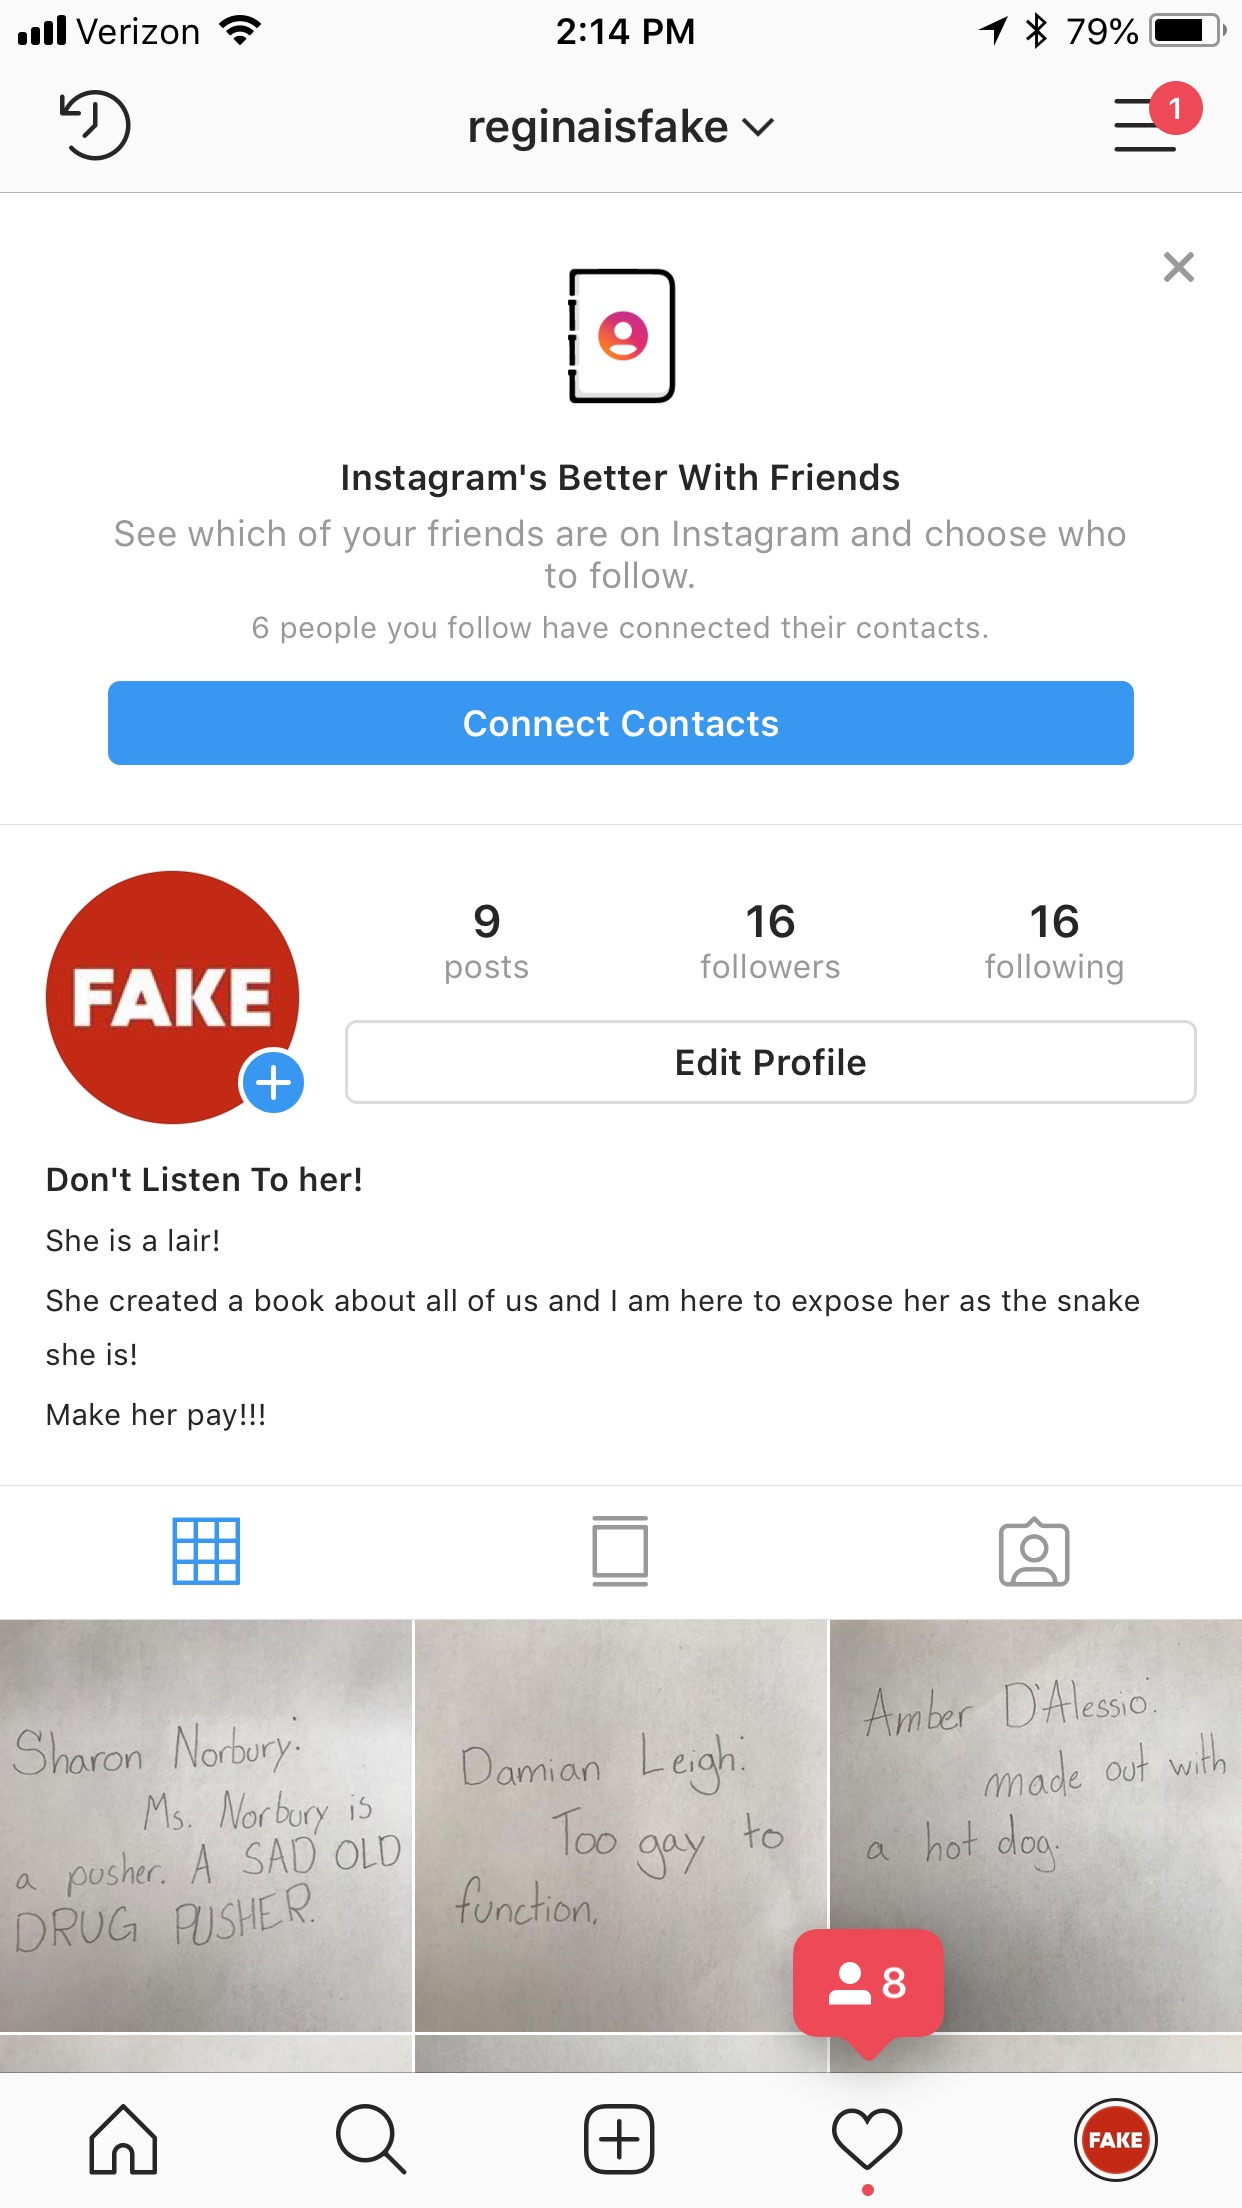 Verizon 2:14 PM 79%
reginaisfake 1
Instagram's Better With Friends
See which of your friends are on Instagram and choose who
to follow.
6 people you follow have connected their contacts.
Connect Contacts
FAKE
9 16 16
posts followers following
Edit Profile
Don't Listen To her!
She is a lair!
She created a book about all of us and I am here to expose her as the snake
she is!
Make her pay!!!
Sharon Norbury:
Ms. Norbury is
a pusher. A SAD OLD
DRUG PUSHER.
Damian Leigh:
Too gay to
function.
Amber D'Alessio:
made out with
a hot dog.
8
FAKE